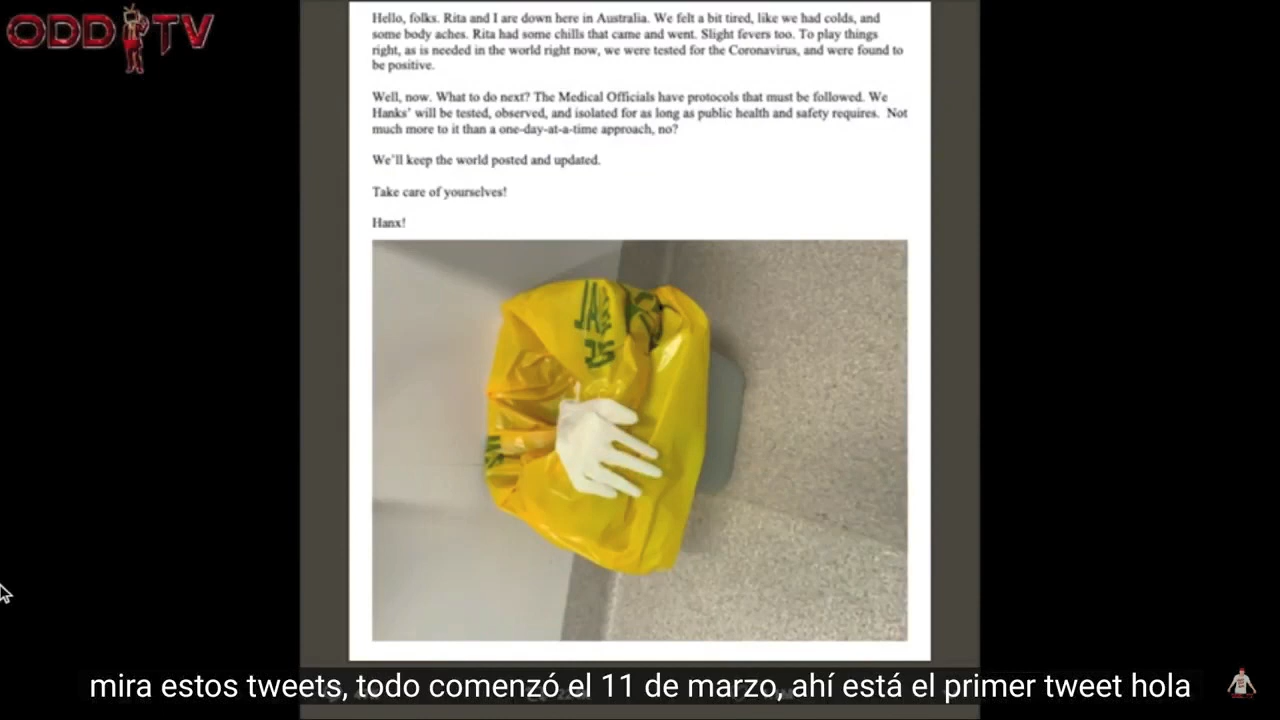 ODD TV
Hello, folks. Rita and I are down here in Australia. We felt a bit tired, like we had colds, and
some body aches. Rita had some chills that came and went. Slight fevers too. To play things
right, as is needed in the world right now, we were tested for the Coronavirus, and were found to
be positive.
Well, now. What to do next? The Medical Officials have protocols that must be followed. We
Hanks' will be tested, observed, and isolated for as long as public health and safety requires. Not
much more to it than a one-day-at-a-time approach, no?
We'll keep the world posted and updated.
Take care of yourselves!
Hanx!
mira estos tweets, todo comenzó el 11 de marzo, ahí está el primer tweet hola